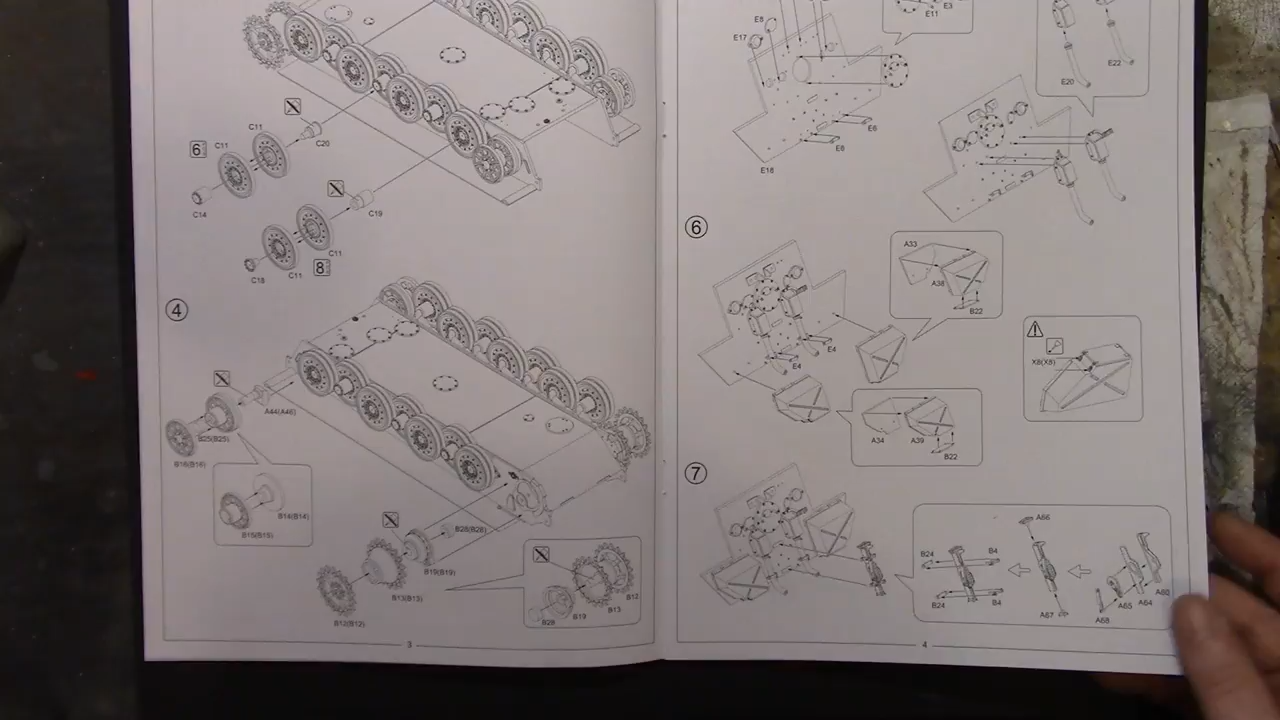 C11
C20
6
C11
C14
C19
C11
8
C11
C18
4
A44(A46)
B25(B25)
B16(B16)
B14(B14)
B15(B15)
B28(B28)
B19(B19)
B13(B13)
B12(B12)
B12
B13
B19
B28
3
E8
E17
E11
E3
E6
E6
E18
E20
E22
6
A33
A38
B22
E4
E4
X8(X8)
A34
A39
B22
7
A66
B24
B4
B24
B4
A67
A60
A64
A65
A68
4